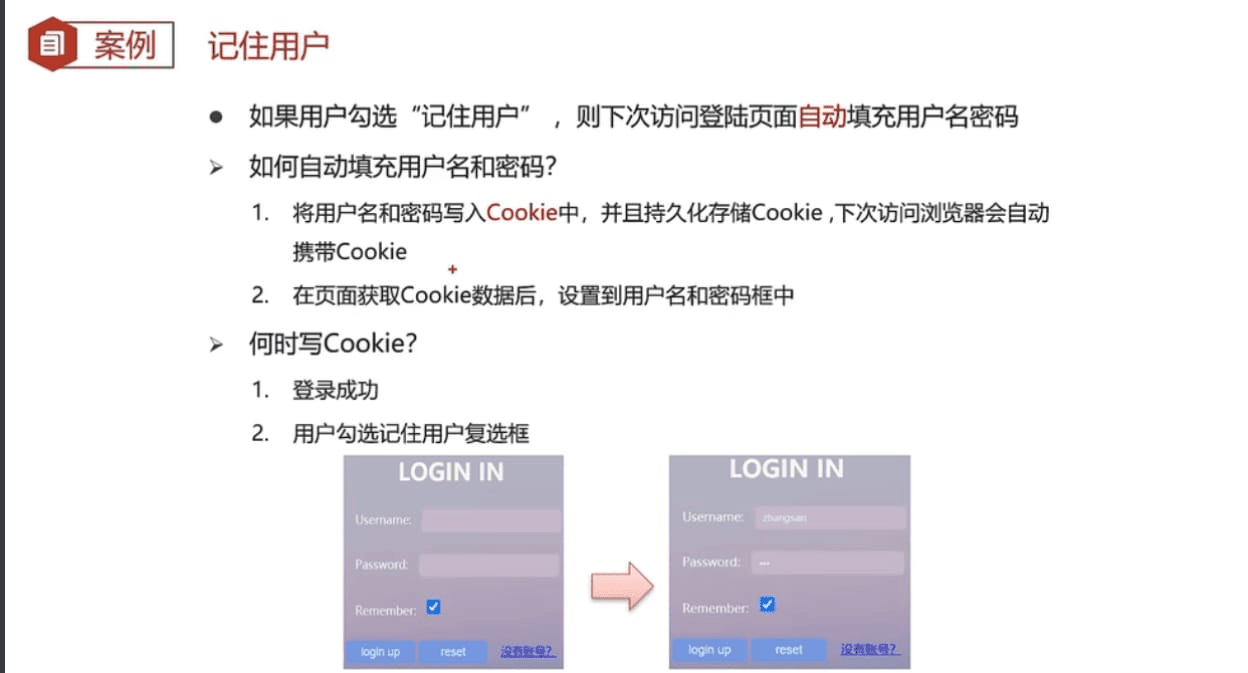 案例 记住用户
● 如果用户勾选“记住用户” ，则下次访问登陆页面自动填充用户名密码
➢ 如何自动填充用户名和密码？
1. 将用户名和密码写入Cookie中，并且持久化存储Cookie ,下次访问浏览器会自动
携带Cookie
2. 在页面获取Cookie数据后，设置到用户名和密码框中
➢ 何时写Cookie？
1. 登录成功
2. 用户勾选记住用户复选框
LOGIN IN
Username:
Password:
Remember:
login up reset 没有账号？
LOGIN IN
Username: zhangsan
Password: •••
Remember:
login up reset 没有账号？